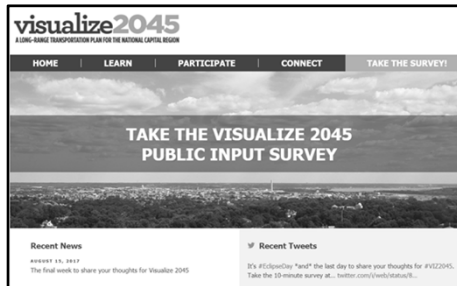 visualize2045
A LONG-RANGE TRANSPORTATION PLAN FOR THE NATIONAL CAPITAL REGION
HOME | LEARN | PARTICIPATE | CONNECT TAKE THE SURVEY!
TAKE THE VISUALIZE 2045
PUBLIC INPUT SURVEY
Recent News
AUGUST 15, 2017
The final week to share your thoughts for Visualize 2045
Recent Tweets
It's #EclipseDay *and* the last day to share your thoughts for #VIZ2045.
Take the 10-minute survey at... twitter.com/i/web/status/8...